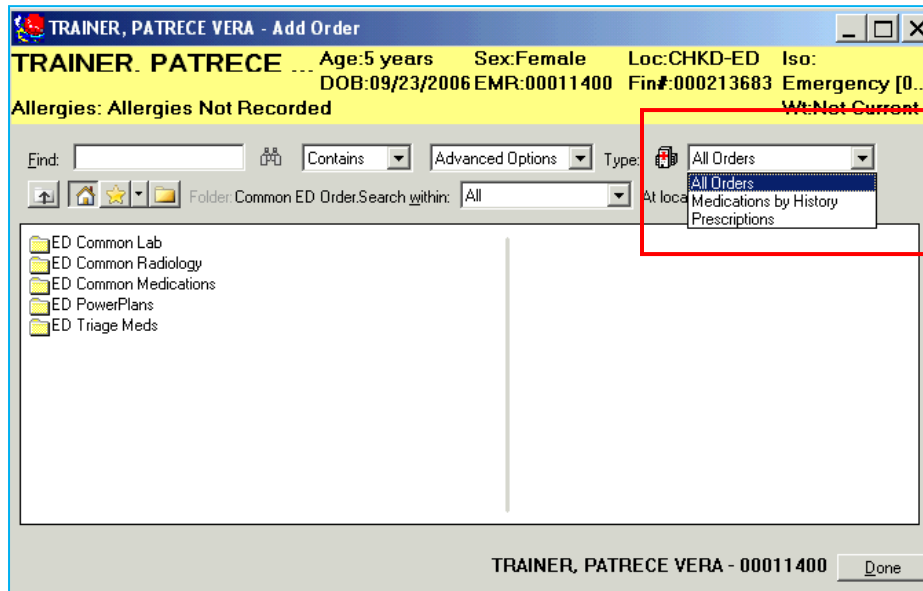 TRAINER, PATRECE VERA - Add Order
TRAINER. PATRECE ... Age:5 years Sex:Female Loc:CHKD-ED Iso:
DOB:09/23/2006 EMR:00011400 Fin#:000213683 Emergency [0..
Allergies: Allergies Not Recorded Wt:Not Current
Find: Contains Advanced Options Type: All Orders
All Orders
Medications by History
Prescriptions
Folder: Common ED Order. Search within: All At loca
ED Common Lab
ED Common Radiology
ED Common Medications
ED PowerPlans
ED Triage Meds
TRAINER, PATRECE VERA - 00011400 Done